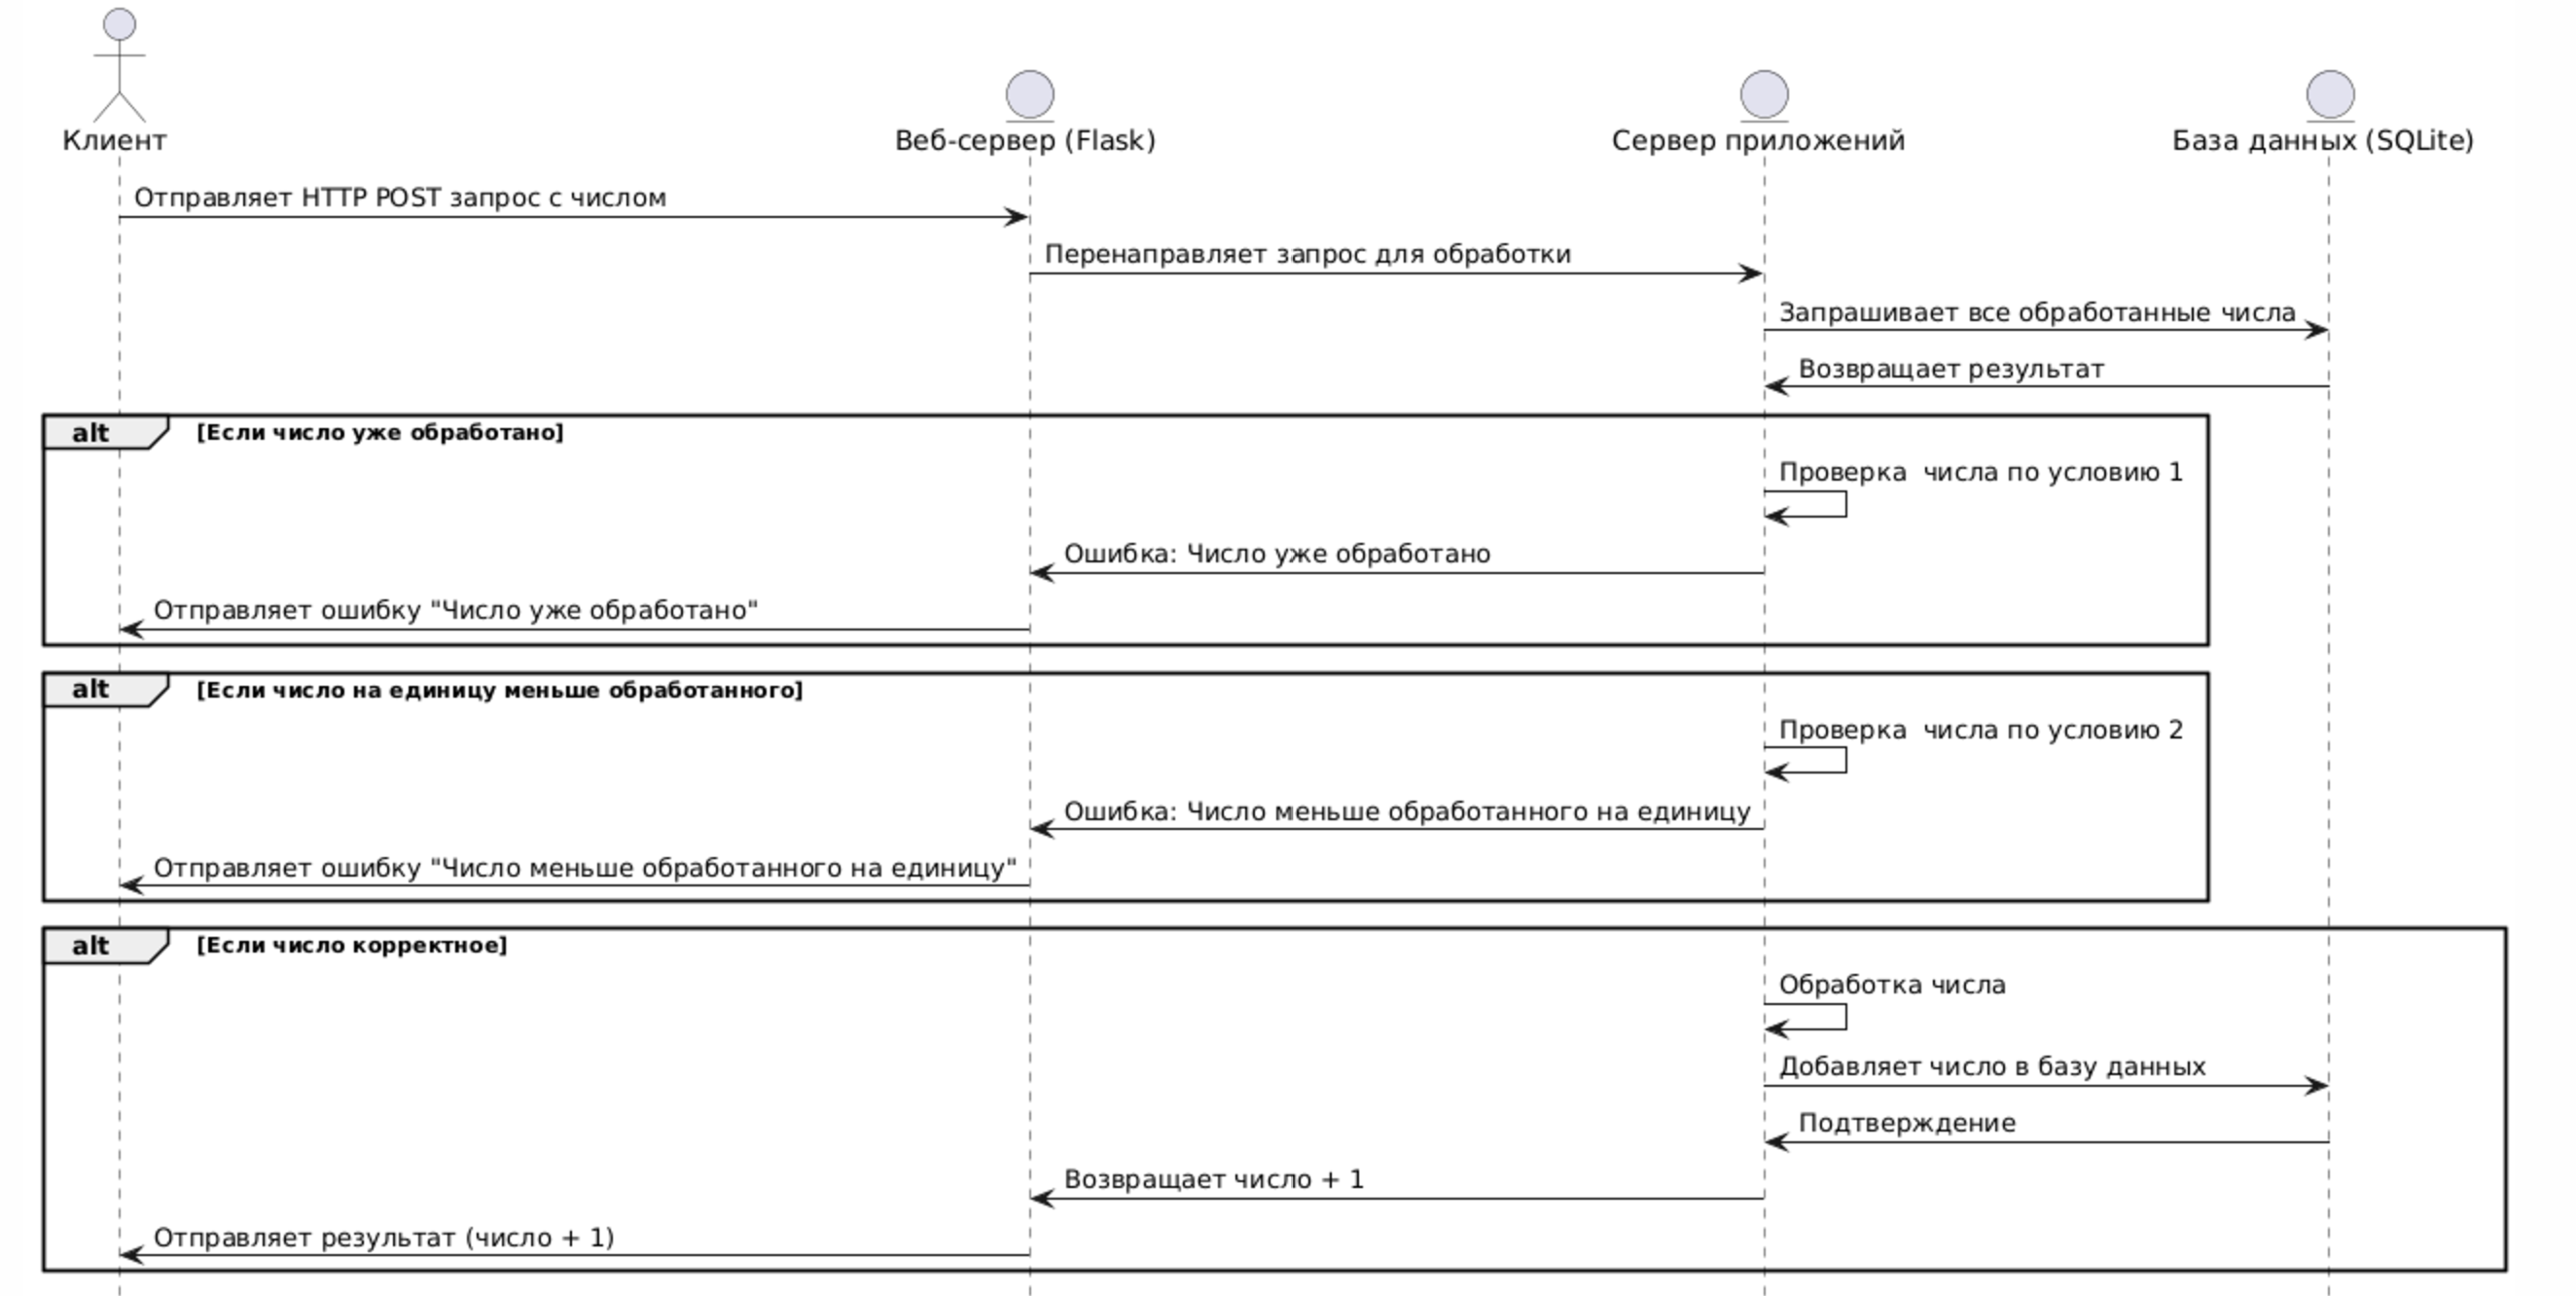 Клиент
Веб-сервер (Flask)
Сервер приложений
База данных (SQLite)
Отправляет HTTP POST запрос с числом
Перенаправляет запрос для обработки
Запрашивает все обработанные числа
Возвращает результат
alt [Если число уже обработано]
Проверка  числа по условию 1
Ошибка: Число уже обработано
Отправляет ошибку "Число уже обработано"
alt [Если число на единицу меньше обработанного]
Проверка  числа по условию 2
Ошибка: Число меньше обработанного на единицу
Отправляет ошибку "Число меньше обработанного на единицу"
alt [Если число корректное]
Обработка числа
Добавляет число в базу данных
Подтверждение
Возвращает число + 1
Отправляет результат (число + 1)